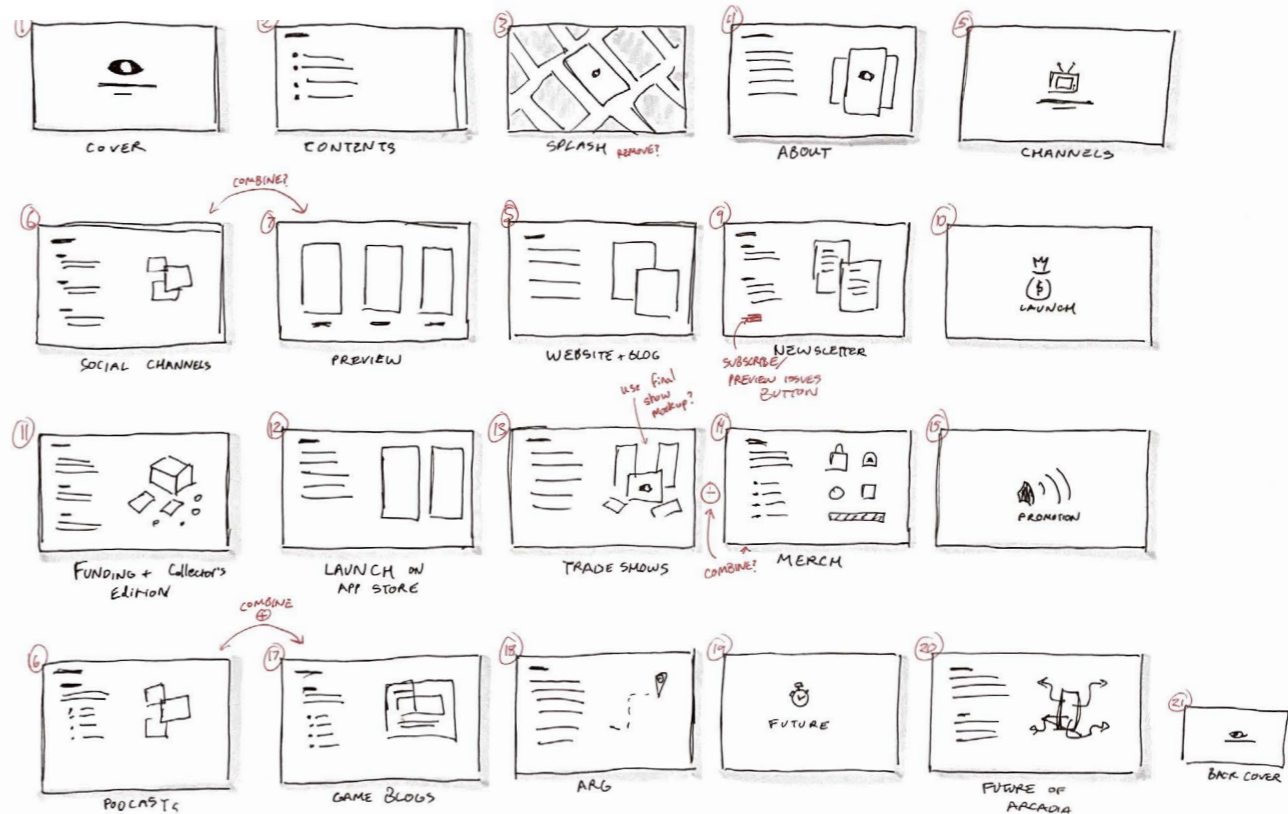 1
2
3
4
5
COVER
CONTENTS
SPLASH REMOVE?
ABOUT
CHANNELS
COMBINE?
6
7
8
9
10
LAUNCH
SOCIAL CHANNELS
PREVIEW
WEBSITE + BLOG
NEWSLETTER
SUBSCRIBE/
PREVIEW ISSUES
BUTTON
use final
show
mockup?
11
12
13
14
15
$
PROMOTION
FUNDING + Collector's
Edition
LAUNCH ON
APP STORE
TRADE SHOWS
COMBINE?
MERCH
COMBINE
16
17
18
19
20
21
FUTURE
PODCASTS
GAME BLOGS
ARG
FUTURE OF
ARCADIA
BACK COVER